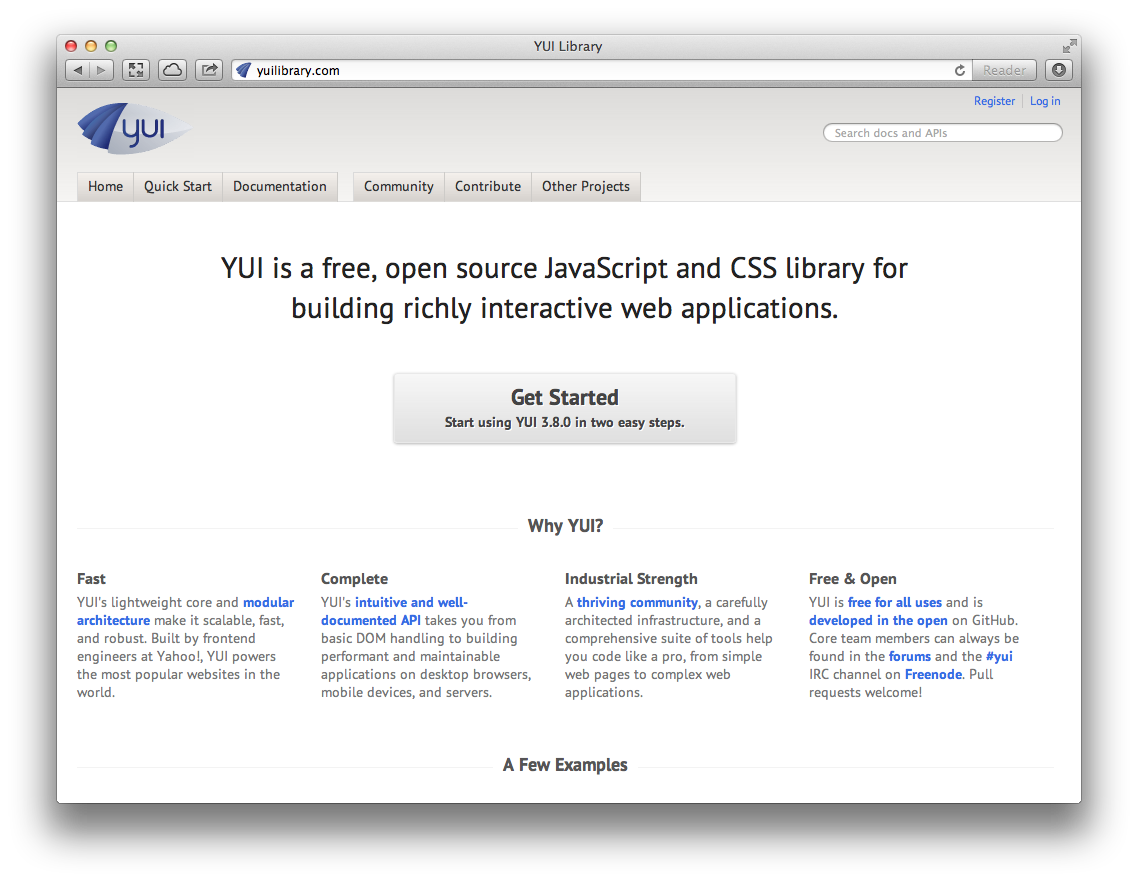 YUI Library
yuilibrary.com
Reader
Register
Log in
yui
Search docs and APIs
Home
Quick Start
Documentation
Community
Contribute
Other Projects
YUI is a free, open source JavaScript and CSS library for
building richly interactive web applications.
Get Started
Start using YUI 3.8.0 in two easy steps.
Why YUI?
Fast
YUI's lightweight core and modular
architecture make it scalable, fast,
and robust. Built by frontend
engineers at Yahoo!, YUI powers
the most popular websites in the
world.
Complete
YUI's intuitive and well-
documented API takes you from
basic DOM handling to building
performant and maintainable
applications on desktop browsers,
mobile devices, and servers.
Industrial Strength
A thriving community, a carefully
architected infrastructure, and a
comprehensive suite of tools help
you code like a pro, from simple
web pages to complex web
applications.
Free & Open
YUI is free for all uses and is
developed in the open on GitHub.
Core team members can always be
found in the forums and the #yui
IRC channel on Freenode. Pull
requests welcome!
A Few Examples